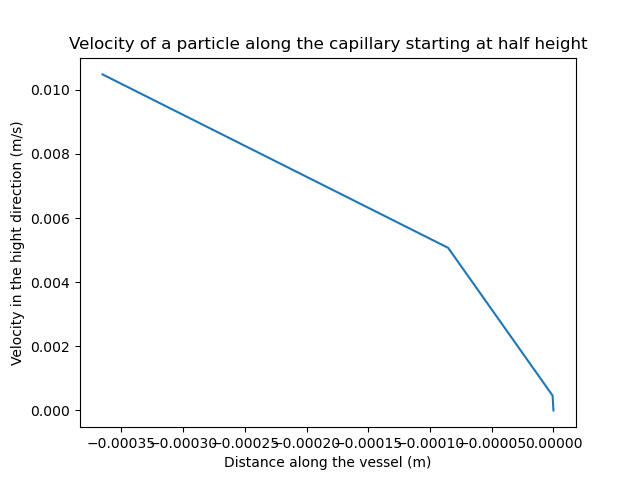 Velocity of a particle along the capillary starting at half height
Velocity in the hight direction (m/s)
0.010
0.008
0.006
0.004
0.002
0.000
−0.00035 −0.00030 −0.00025 −0.00020 −0.00015 −0.00010 −0.00005 0.00000
Distance along the vessel (m)